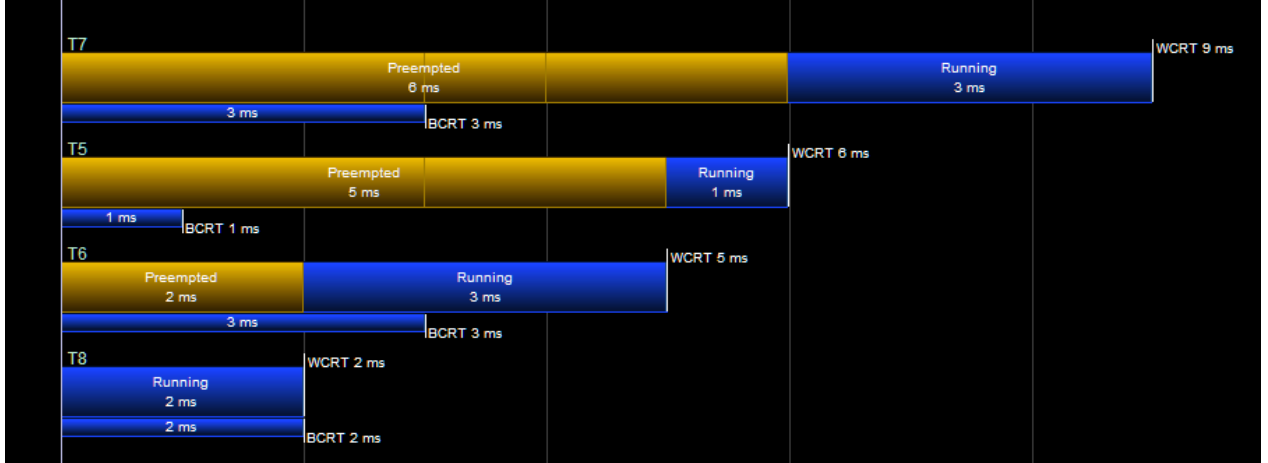 T7
WCRT 9 ms
Preempted
6 ms
Running
3 ms
3 ms
BCRT 3 ms
T5
WCRT 6 ms
Preempted
5 ms
Running
1 ms
1 ms
BCRT 1 ms
T6
WCRT 5 ms
Preempted
2 ms
Running
3 ms
3 ms
BCRT 3 ms
T8
WCRT 2 ms
Running
2 ms
2 ms
BCRT 2 ms